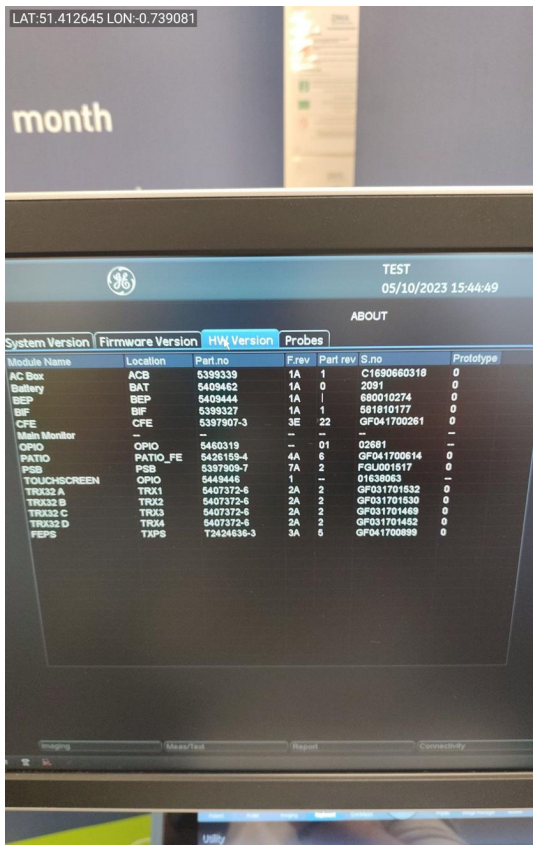 LAT:51.412645 LON:-0.739081
month
TEST
05/10/2023 15:44:49
ABOUT
System Version Firmware Version HW Version Probes
Module Name Location Part.no F.rev Part rev S.no Prototype
AC Box ACB 5399339 1A 1 C1690660318 0
Battery BAT 5409462 1A 0 2091 0
BEP BEP 5409444 1A | 680010274 0
BIF BIF 5399327 1A 1 581810177 0
CFE CFE 5397907-3 3E 22 GF041700261 0
Main Monitor -- -- -- -- -- --
OPIO OPIO 5460319 -- 01 02681 --
PATIO PATIO_FE 5426159-4 4A 6 GF041700614 0
PSB PSB 5397909-7 7A 2 FGU001517 0
TOUCHSCREEN OPIO 5449446 1 -- 01638063 --
TRX32 A TRX1 5407372-6 2A 2 GF031701532 0
TRX32 B TRX2 5407372-6 2A 2 GF031701530 0
TRX32 C TRX3 5407372-6 2A 2 GF031701469 0
TRX32 D TRX4 5407372-6 2A 2 GF031701452 0
FEPS TXPS T2424636-3 3A 5 GF041700899 0
Imaging Meas/Text Report Connectivity
Utility